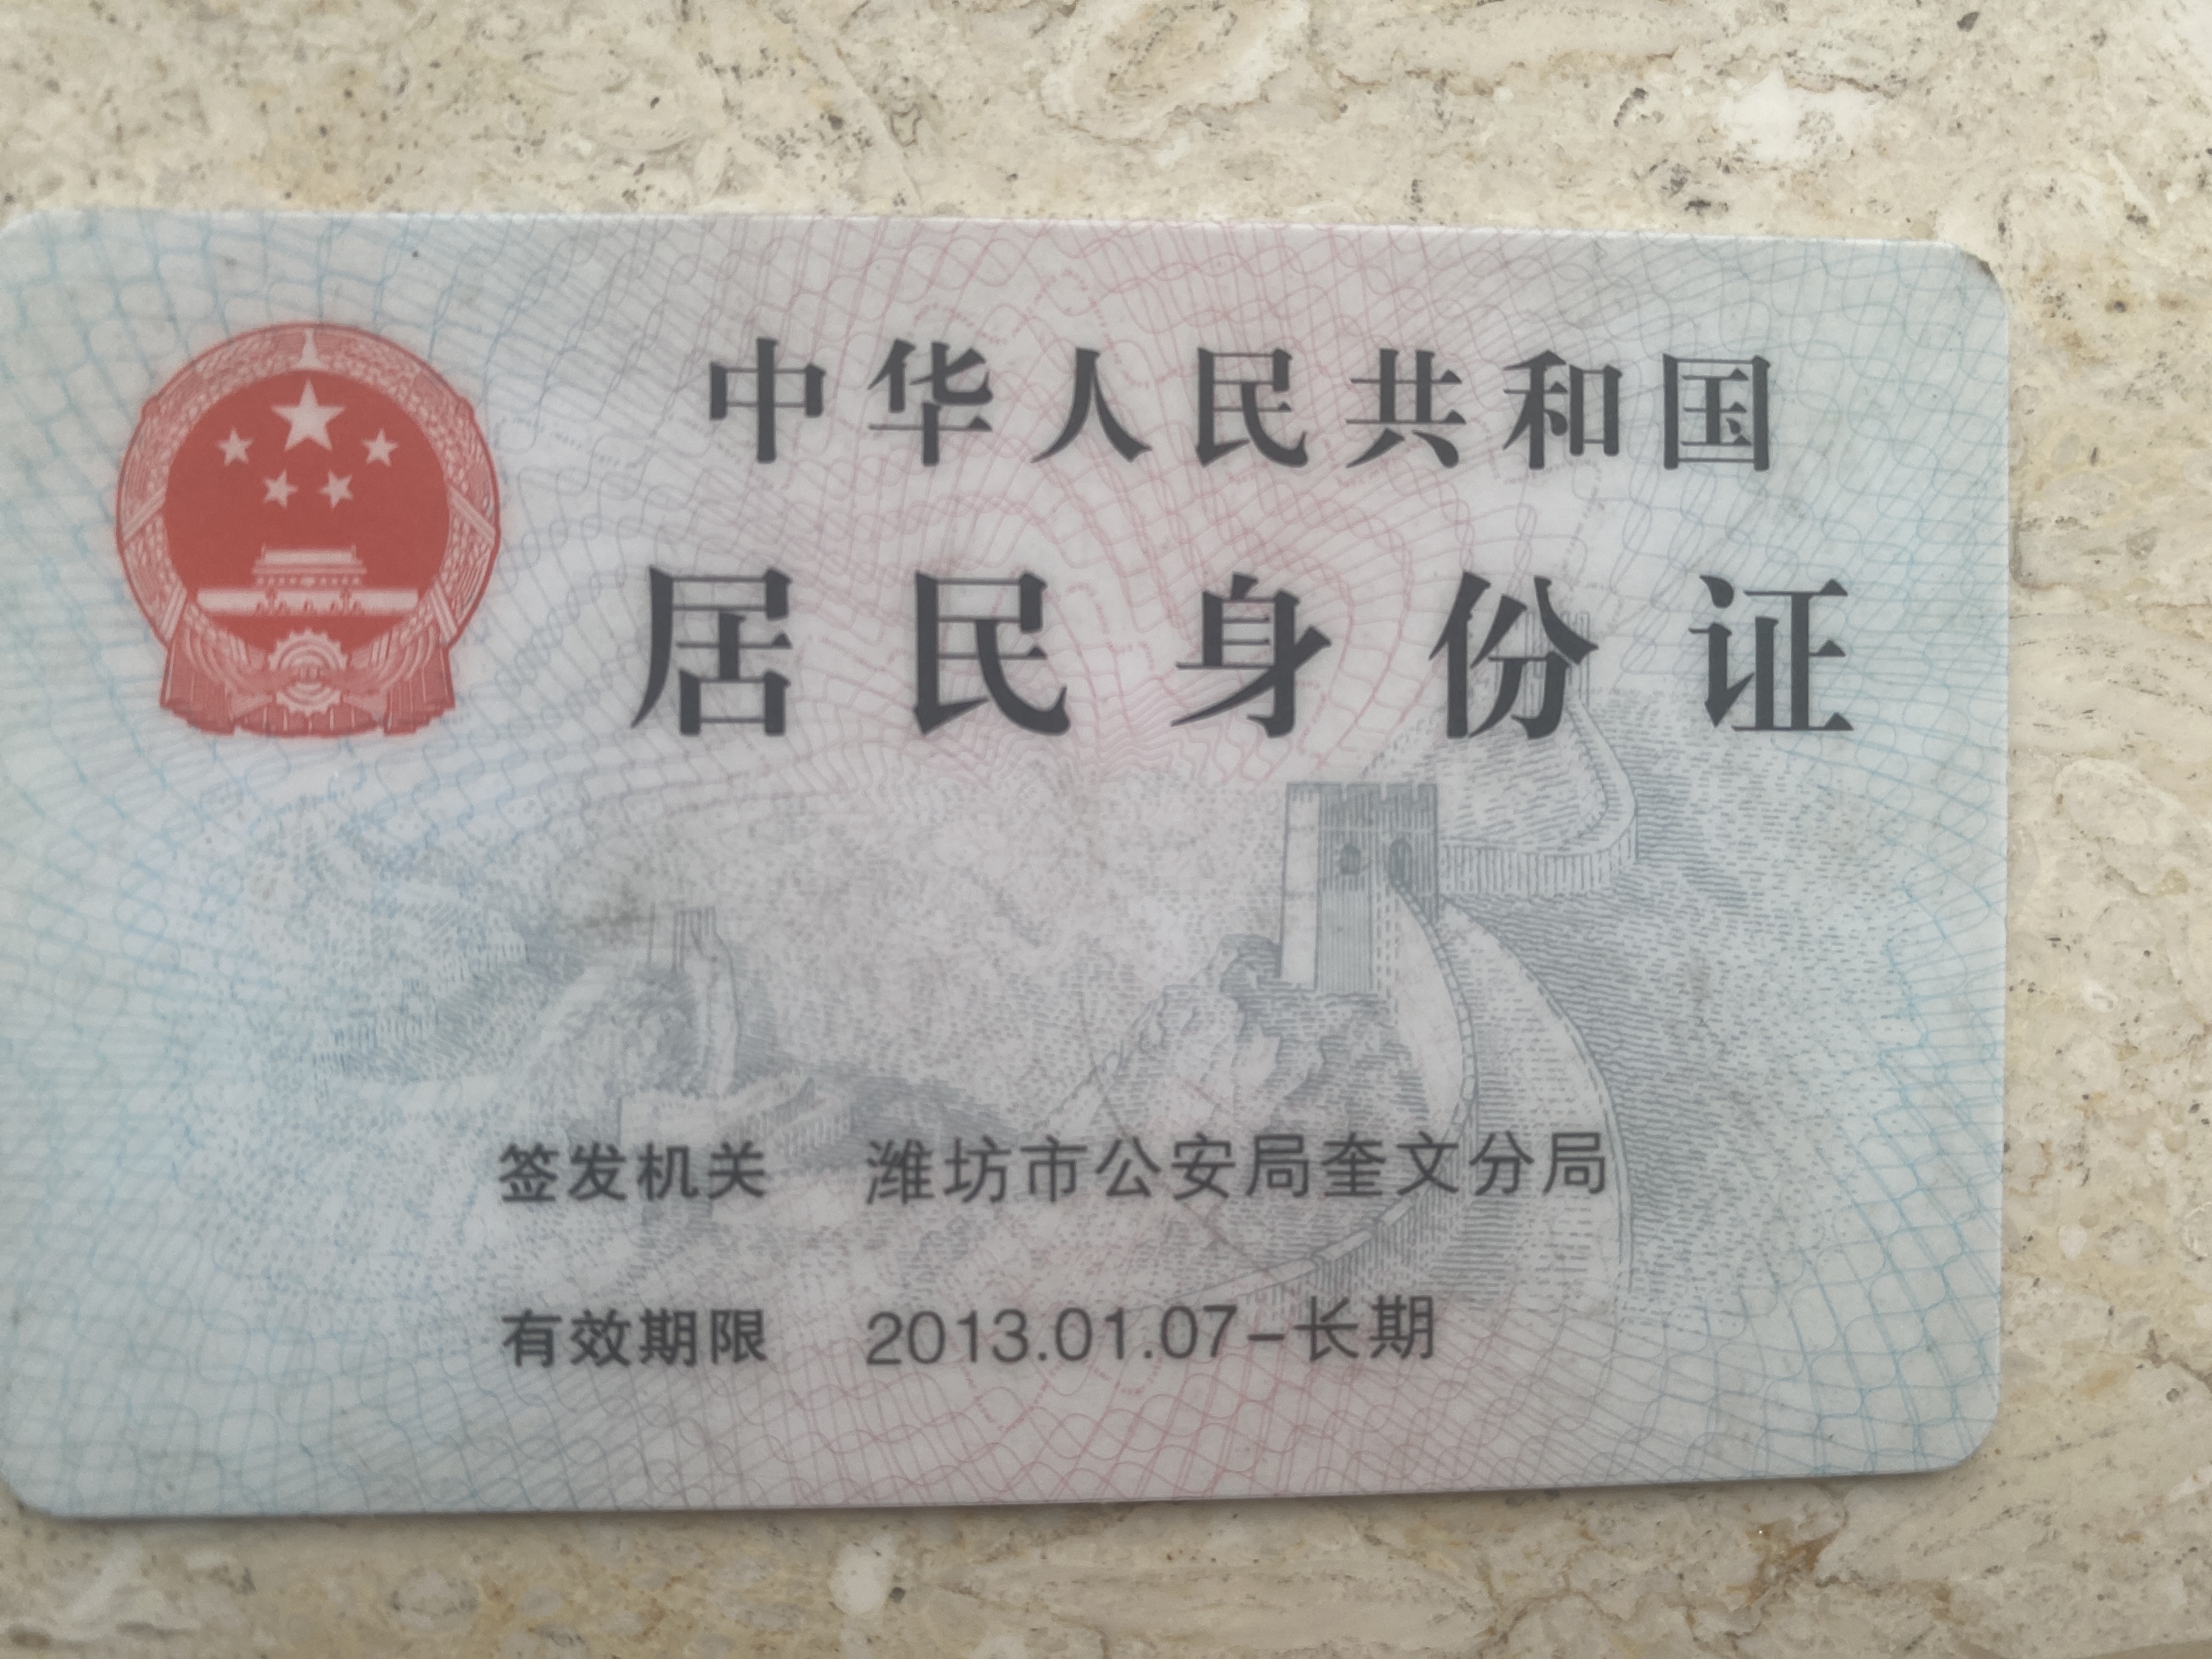 中华人民共和国
居民身份证
签发机关 潍坊市公安局奎文分局
有效期限 2013.01.07-长期